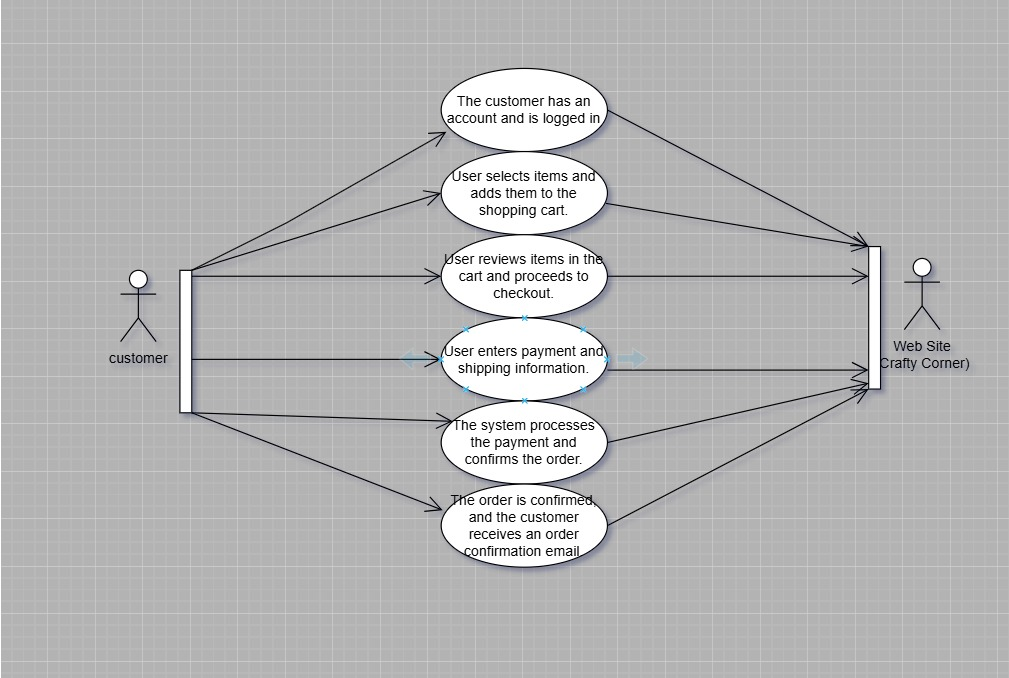 The customer has an
account and is logged in
User selects items and
adds them to the
shopping cart.
User reviews items in the
cart and proceeds to
checkout.
User enters payment and
shipping information.
The system processes
the payment and
confirms the order.
The order is confirmed,
and the customer
receives an order
confirmation email
customer
Web Site
Crafty Corner)